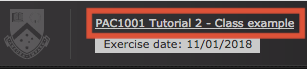 PAC1001 Tutorial 2 - Class example
Exercise date: 11/01/2018